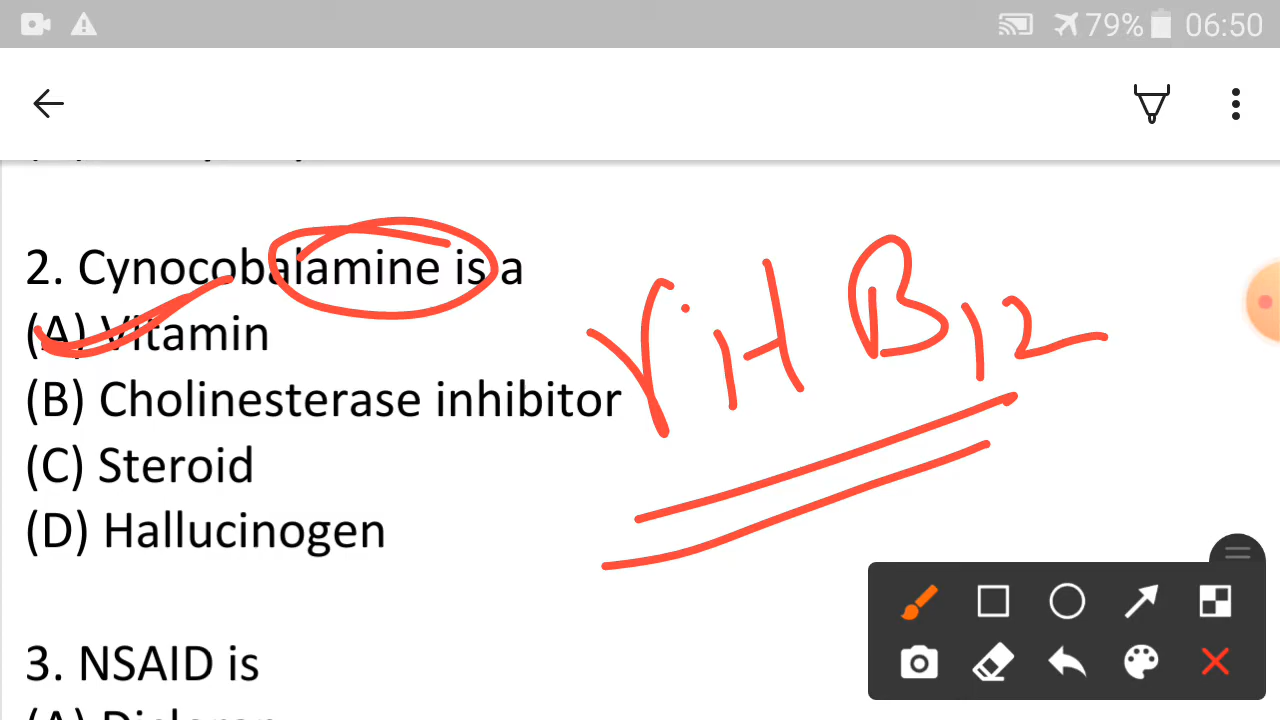 79% 06:50
2. Cynocobalamine is a
(A) Vitamin
Vit B12
(B) Cholinesterase inhibitor
(C) Steroid
(D) Hallucinogen
3. NSAID is